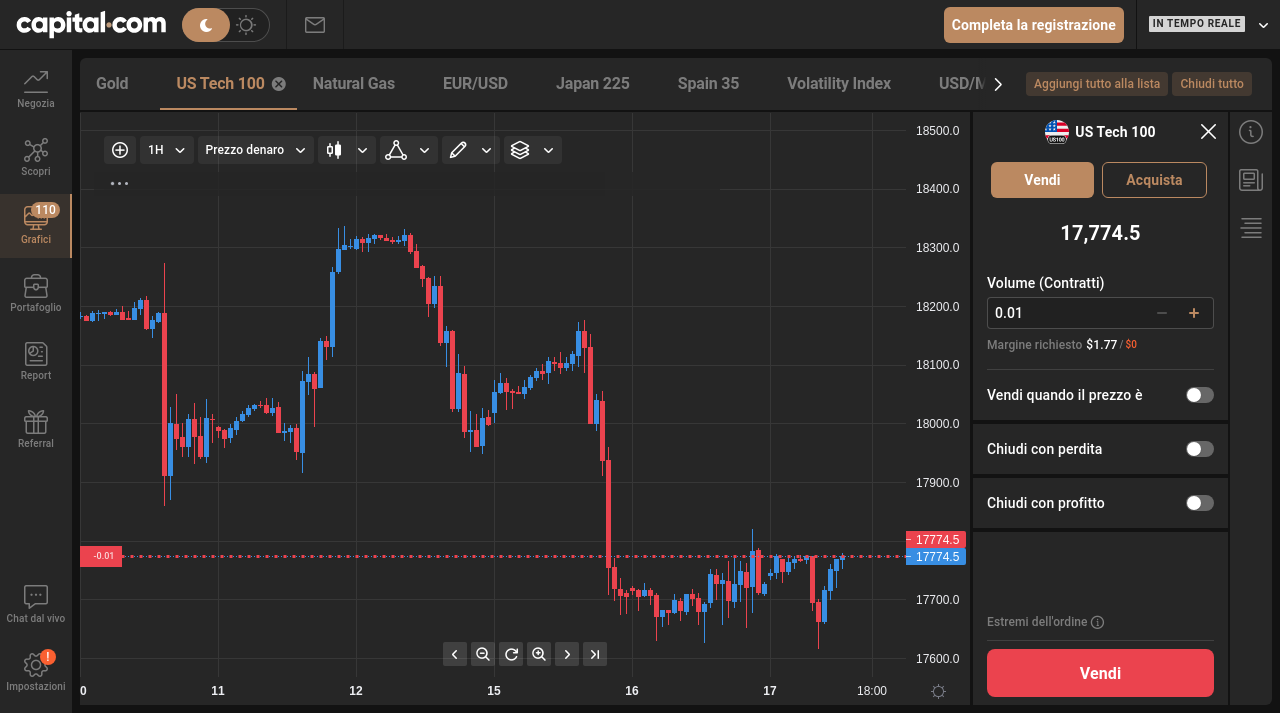 capital.com
Completa la registrazione
IN TEMPO REALE
Negozia
Scopri
110
Grafici
Portafoglio
Report
Referral
Chat dal vivo
!
Impostazioni
Gold
US Tech 100
Natural Gas
EUR/USD
Japan 225
Spain 35
Volatility Index
USD/M
Aggiungi tutto alla lista
Chiudi tutto
1H
Prezzo denaro
18500.0
18400.0
18300.0
18200.0
18100.0
18000.0
17900.0
17774.5
17774.5
17700.0
17600.0
-0.01
0
11
12
15
16
17
18:00
US100
US Tech 100
Vendi
Acquista
17,774.5
Volume (Contratti)
0.01
Margine richiesto $1.77 / $0
Vendi quando il prezzo è
Chiudi con perdita
Chiudi con profitto
Estremi dell'ordine
Vendi